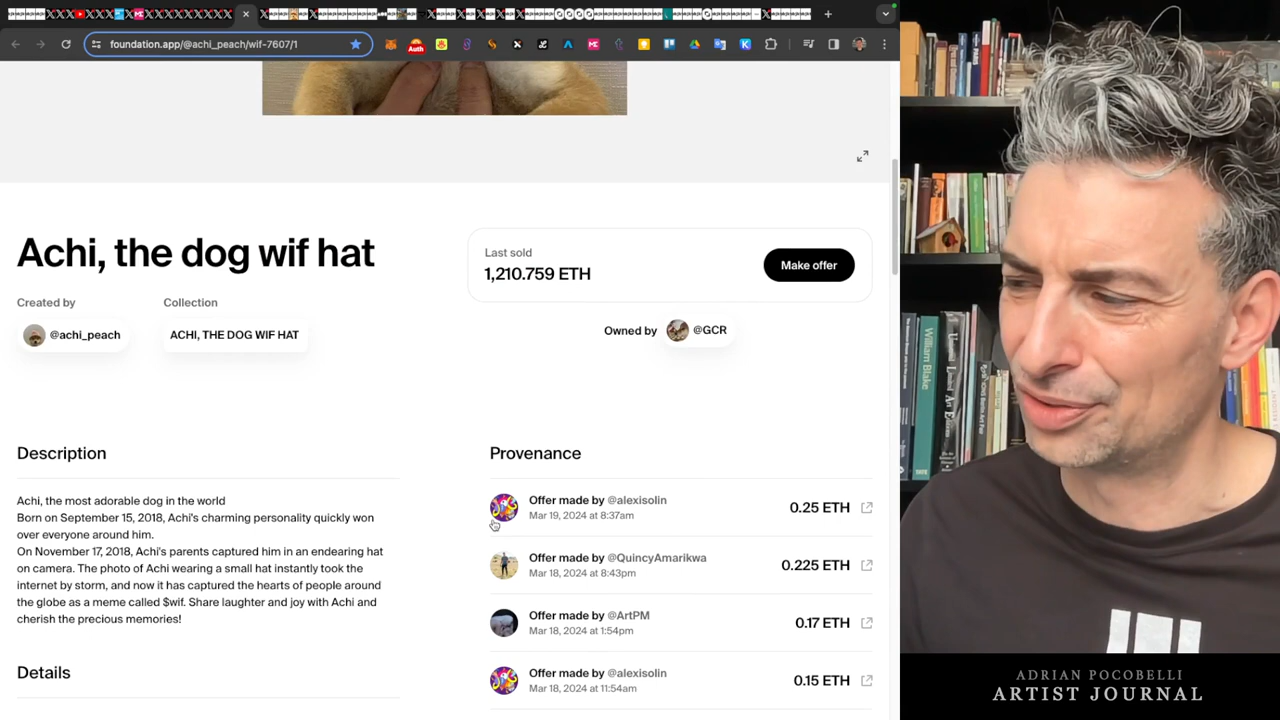 foundation.app/@achi_peach/wif-7607/1
Auth
Achi, the dog wif hat
Last sold
1,210.759 ETH
Make offer
Created by
Collection
@achi_peach
ACHI, THE DOG WIF HAT
Owned by
@GCR
Description
Achi, the most adorable dog in the world
Born on September 15, 2018, Achi's charming personality quickly won
over everyone around him.
On November 17, 2018, Achi's parents captured him in an endearing hat
on camera. The photo of Achi wearing a small hat instantly took the
internet by storm, and now it has captured the hearts of people around
the globe as a meme called $wif. Share laughter and joy with Achi and
cherish the precious memories!
Details
Provenance
Offer made by @alexisolin
Mar 19, 2024 at 8:37am
0.25 ETH
Offer made by @QuincyAmarikwa
Mar 18, 2024 at 8:43pm
0.225 ETH
Offer made by @ArtPM
Mar 18, 2024 at 1:54pm
0.17 ETH
Offer made by @alexisolin
Mar 18, 2024 at 11:54am
0.15 ETH
William Blake
ADRIAN POCOBELLI
ARTIST JOURNAL